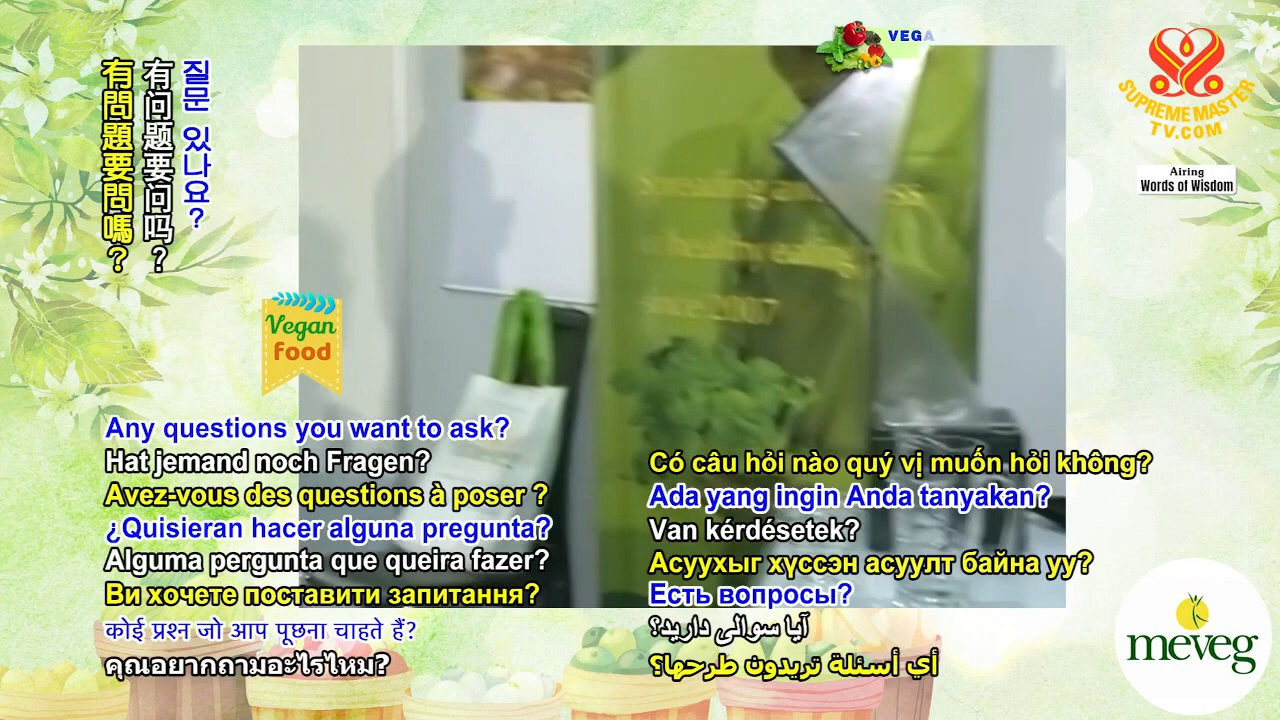 VEGA
SUPREME MASTER
TV.COM
Airing
Words of Wisdom
有問題要問嗎？
有问题要问吗？
질문 있나요?
healthy eating
since 2007
Vegan
food
Any questions you want to ask?
Hat jemand noch Fragen?
Avez-vous des questions à poser ?
¿Quisieran hacer alguna pregunta?
Alguma pergunta que queira fazer?
Ви хочете поставити запитання?
कोई प्रश्न जो आप पूछना चाहते हैं?
คุณอยากถามอะไรไหม?
Có câu hỏi nào quý vị muốn hỏi không?
Ada yang ingin Anda tanyakan?
Van kérdésetek?
Асуухыг хүссэн асуулт байна уу?
Есть вопросы?
آیا سوالی دارید؟
أي أسئلة تريدون طرحها؟
meveg